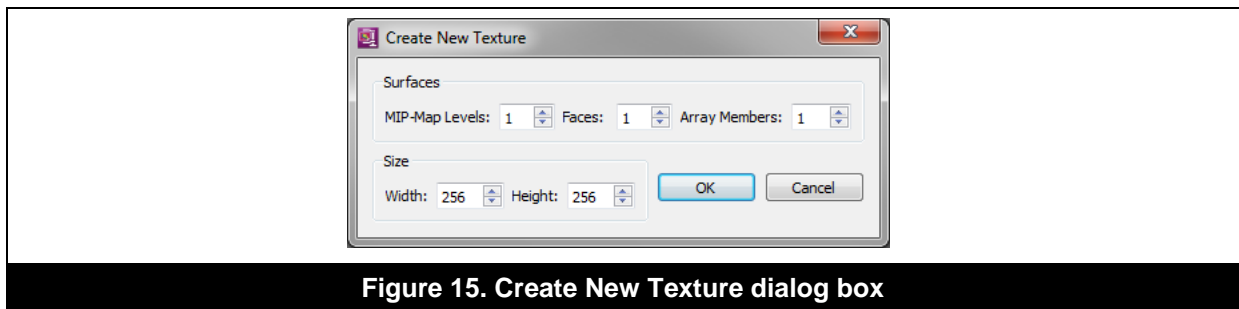 Create New Texture
Surfaces
MIP-Map Levels: 1 Faces: 1 Array Members: 1
Size
Width: 256 Height: 256 OK Cancel
Figure 15. Create New Texture dialog box